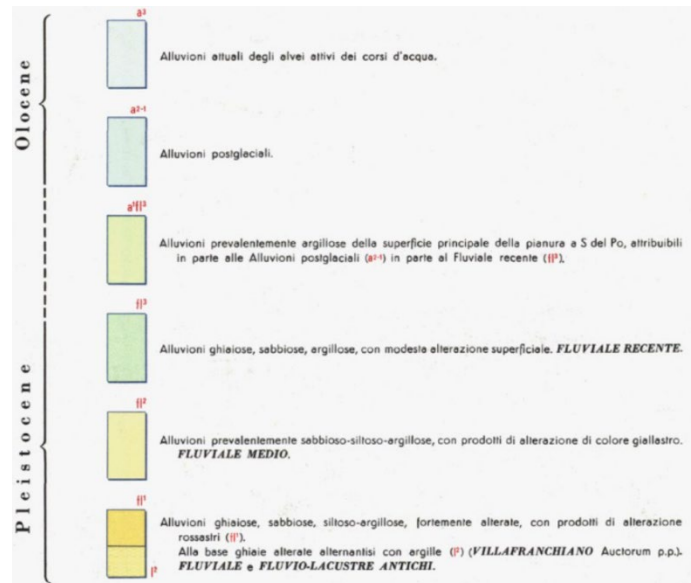 Olocene
Pleistocene
a³
Alluvioni attuali degli alvei attivi dei corsi d'acqua.
a²⁻¹
Alluvioni postglaciali.
a¹fl³
Alluvioni prevalentemente argillose della superficie principale della pianura a S del Po, attribuibili
in parte alle Alluvioni postglaciali (a²⁻¹) in parte al Fluviale recente (fl³).
fl³
Alluvioni ghiaiose, sabbiose, argillose, con modesta alterazione superficiale. FLUVIALE RECENTE.
fl²
Alluvioni prevalentemente sabbioso-siltoso-argillose, con prodotti di alterazione di colore giallastro.
FLUVIALE MEDIO.
fl¹
Alluvioni ghiaiose, sabbiose, siltoso-argillose, fortemente alterate, con prodotti di alterazione
rossastri (fl¹).
Alla base ghiaie alterate alternantisi con argille (l²) (VILLAFRANCHIANO Auctorum p.p.).
FLUVIALE e FLUVIO-LACUSTRE ANTICHI.
l²